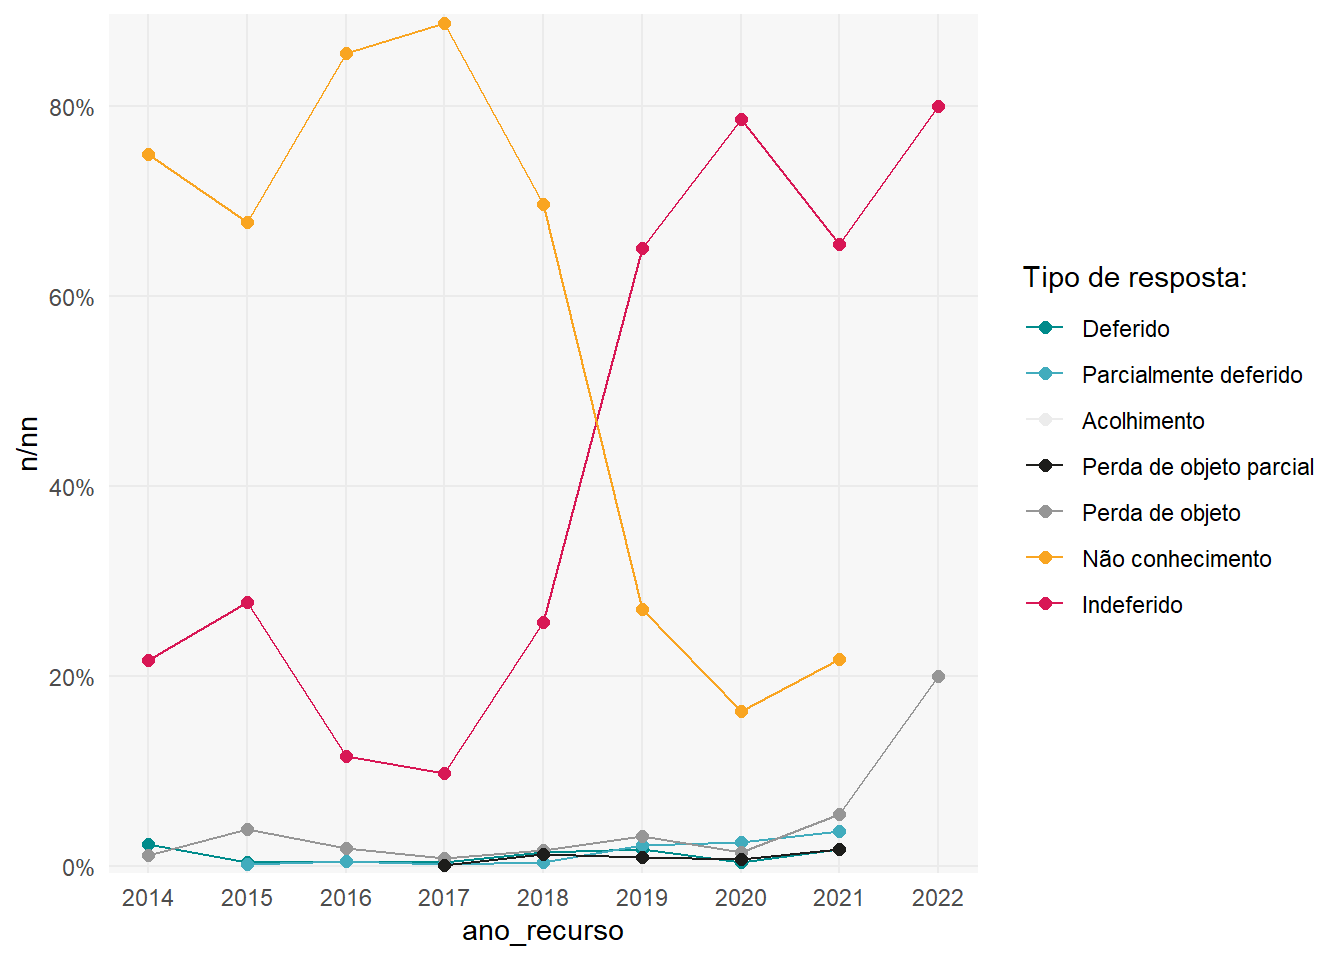 80%
60%
40%
20%
0%
n/nn
2014 2015 2016 2017 2018 2019 2020 2021 2022
ano_recurso
Tipo de resposta:
Deferido
Parcialmente deferido
Acolhimento
Perda de objeto parcial
Perda de objeto
Não conhecimento
Indeferido